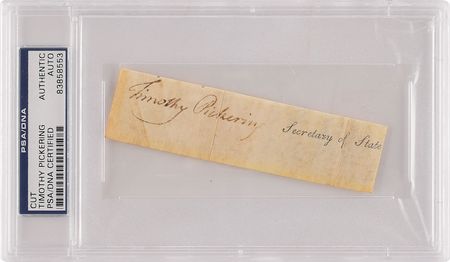 PSA/DNA
CUT
TIMOTHY PICKERING
PSA/DNA CERTIFIED
AUTHENTIC
AUTO
83858553
Timothy Pickering
Secretary of State